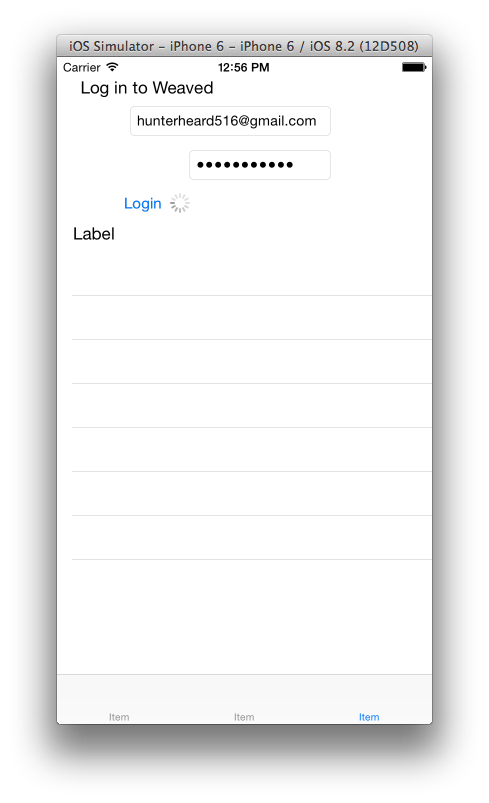 iOS Simulator - iPhone 6 - iPhone 6 / iOS 8.2 (12D508)
Carrier 12:56 PM
Log in to Weaved
hunterheard516@gmail.com
•••••••••••
Login
Label
Item Item Item